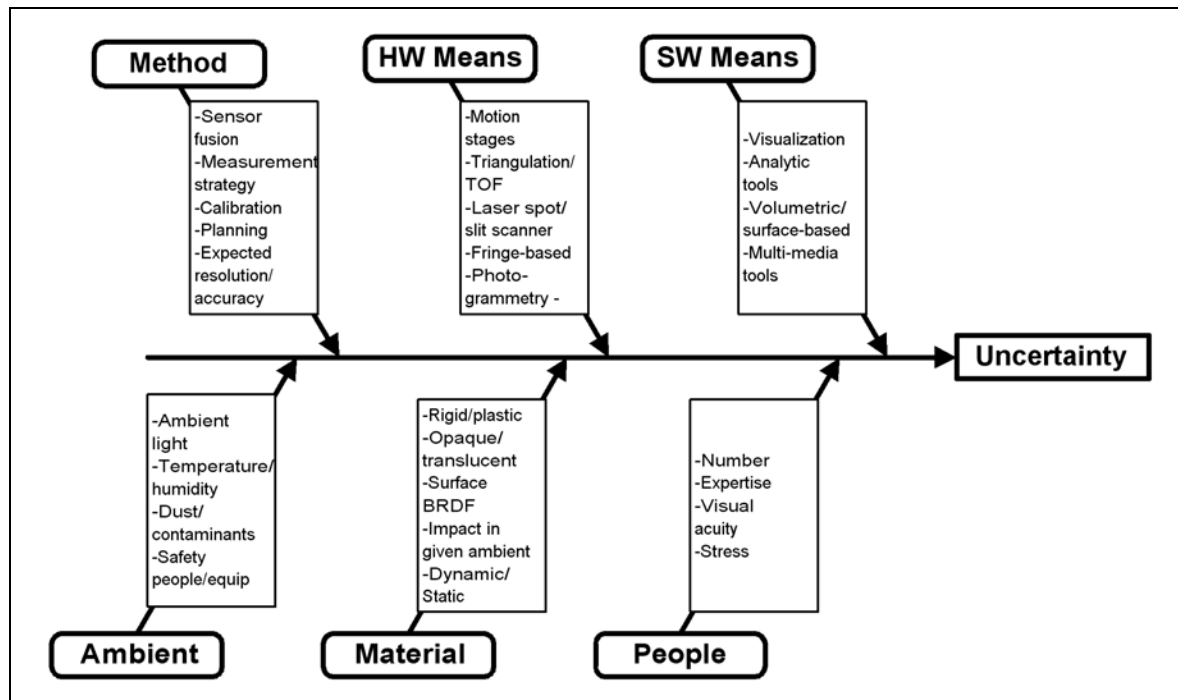 Method
HW Means
SW Means
-Sensor
fusion
-Measurement
strategy
-Calibration
-Planning
-Expected
resolution/
accuracy
-Motion
stages
-Triangulation/
TOF
-Laser spot/
slit scanner
-Fringe-based
-Photo-
grammetry -
-Visualization
-Analytic
tools
-Volumetric/
surface-based
-Multi-media
tools
Uncertainty
-Ambient
light
-Temperature/
humidity
-Dust/
contaminants
-Safety
people/equip
-Rigid/plastic
-Opaque/
translucent
-Surface
BRDF
-Impact in
given ambient
-Dynamic/
Static
-Number
-Expertise
-Visual
acuity
-Stress
Ambient
Material
People